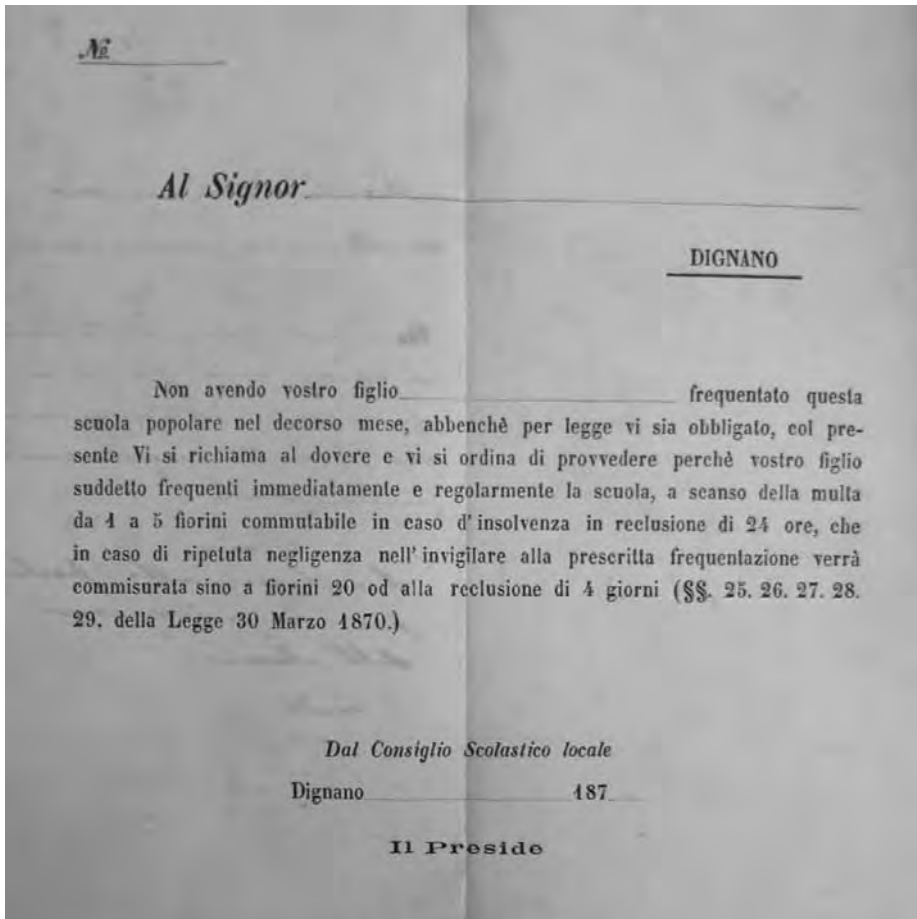 №
Al Signor
DIGNANO
Non avendo vostro figlio frequentato questa
scuola popolare nel decorso mese, abbenchè per legge vi sia obbligato, col pre-
sente Vi si richiama al dovere e vi si ordina di provvedere perchè vostro figlio
suddetto frequenti immediatamente e regolarmente la scuola, a scanso della multa
da 1 a 5 fiorini commutabile in caso d'insolvenza in reclusione di 24 ore, che
in caso di ripetuta negligenza nell'invigilare alla prescritta frequentazione verrà
commisurata sino a fiorini 20 od alla reclusione di 4 giorni (§§. 25. 26. 27. 28.
29. della Legge 30 Marzo 1870.)
Dal Consiglio Scolastico locale
Dignano 187
Il Preside